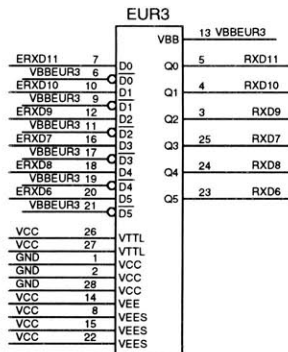 EUR3
VBB 13 VBBEUR3
ERXD11 7 D0 Q0 5 RXD11
VBBEUR3 6 D0
ERXD10 10 D1 Q1 4 RXD10
VBBEUR3 9 D1
ERXD9 12 D2 Q2 3 RXD9
VBBEUR3 11 D2
ERXD7 16 D3 Q3 25 RXD7
VBBEUR3 17 D3
ERXD8 18 D4 Q4 24 RXD8
VBBEUR3 19 D4
ERXD6 20 D5 Q5 23 RXD6
VBBEUR3 21 D5
VCC 26 VTTL
VCC 27 VTTL
GND 1 VCC
GND 2 VCC
GND 28 VCC
VCC 14 VEE
VCC 8 VEES
VCC 15 VEES
VCC 22 VEES